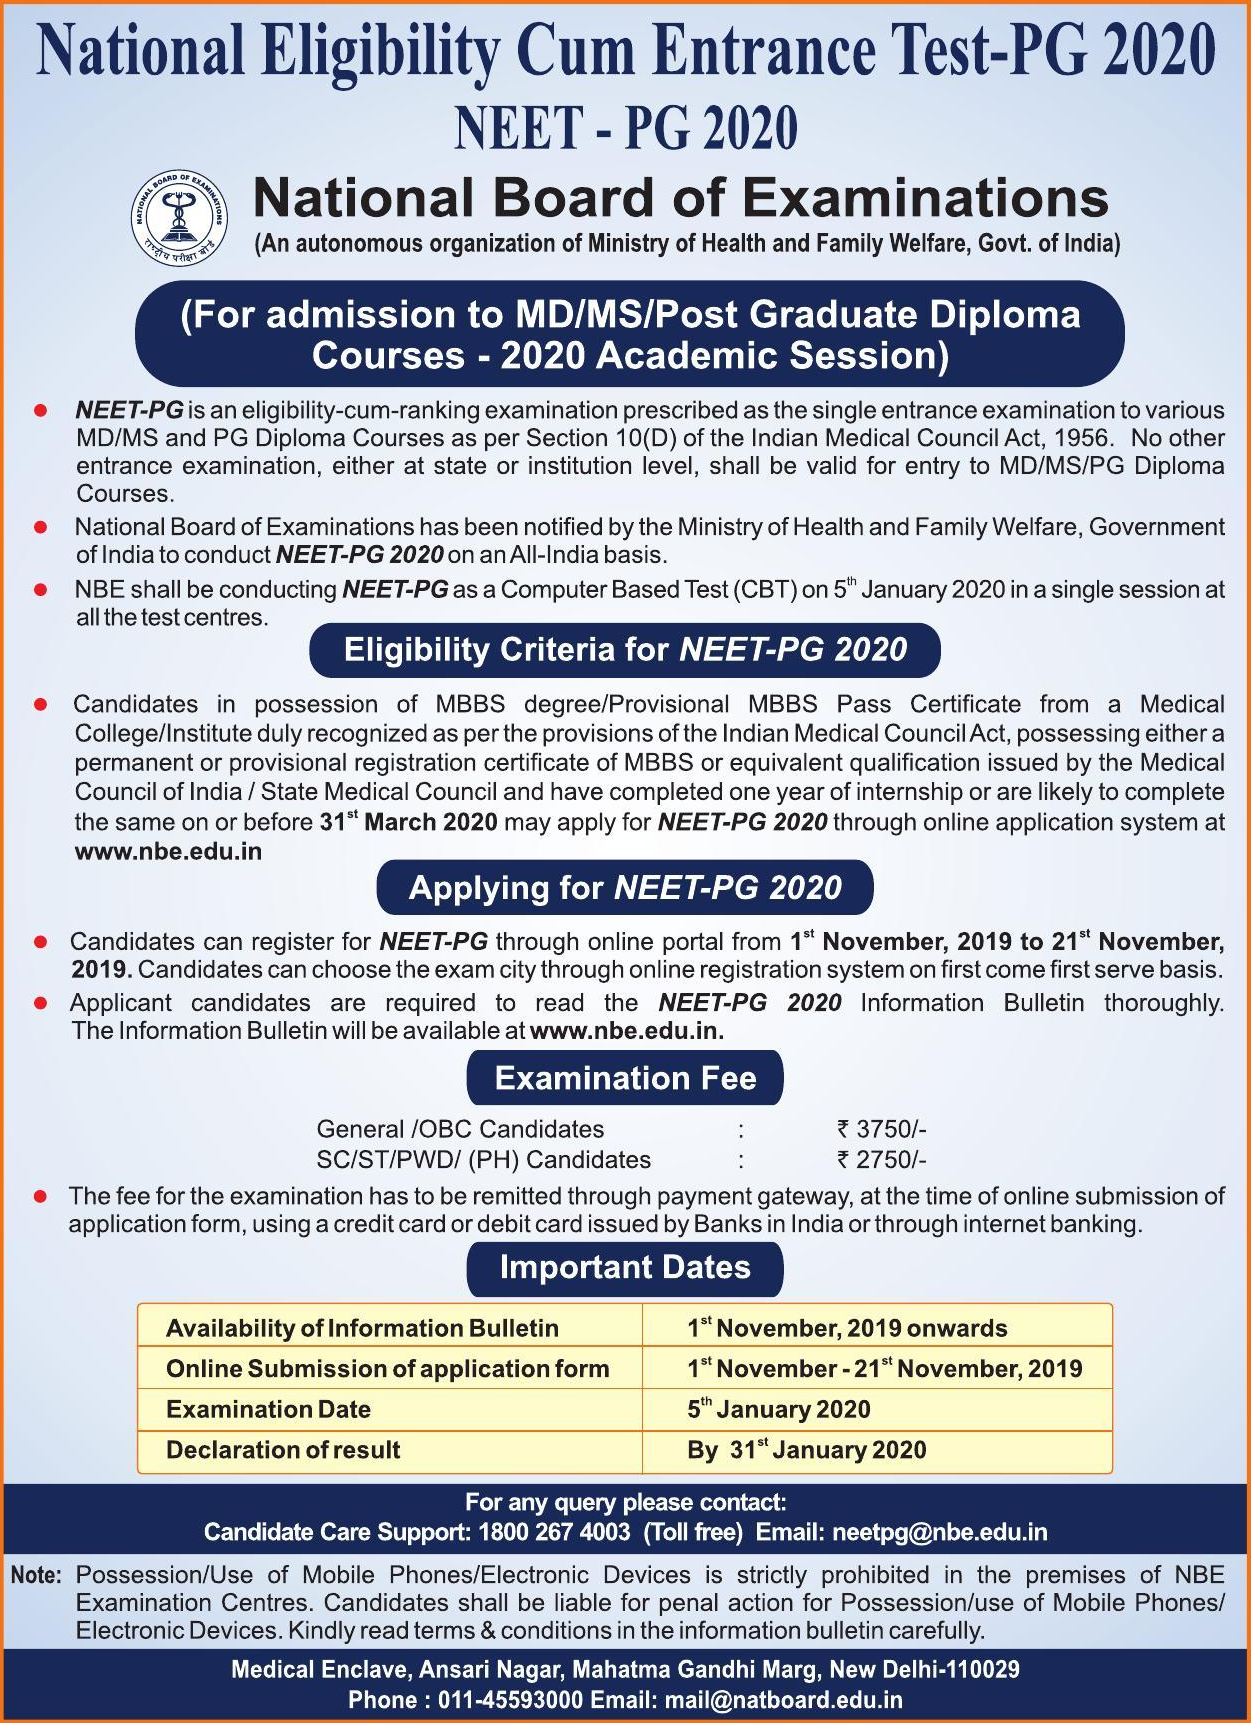 National Eligibility Cum Entrance Test-PG 2020
NEET - PG 2020
NATIONAL BOARD OF EXAMINATIONS
राष्ट्रीय परीक्षा बोर्ड
National Board of Examinations
(An autonomous organization of Ministry of Health and Family Welfare, Govt. of India)
(For admission to MD/MS/Post Graduate Diploma
Courses - 2020 Academic Session)
● NEET-PG is an eligibility-cum-ranking examination prescribed as the single entrance examination to various
MD/MS and PG Diploma Courses as per Section 10(D) of the Indian Medical Council Act, 1956. No other
entrance examination, either at state or institution level, shall be valid for entry to MD/MS/PG Diploma
Courses.
● National Board of Examinations has been notified by the Ministry of Health and Family Welfare, Government
of India to conduct NEET-PG 2020 on an All-India basis.
● NBE shall be conducting NEET-PG as a Computer Based Test (CBT) on 5th January 2020 in a single session at
all the test centres.
Eligibility Criteria for NEET-PG 2020
● Candidates in possession of MBBS degree/Provisional MBBS Pass Certificate from a Medical
College/Institute duly recognized as per the provisions of the Indian Medical Council Act, possessing either a
permanent or provisional registration certificate of MBBS or equivalent qualification issued by the Medical
Council of India / State Medical Council and have completed one year of internship or are likely to complete
the same on or before 31st March 2020 may apply for NEET-PG 2020 through online application system at
www.nbe.edu.in
Applying for NEET-PG 2020
● Candidates can register for NEET-PG through online portal from 1st November, 2019 to 21st November,
2019. Candidates can choose the exam city through online registration system on first come first serve basis.
● Applicant candidates are required to read the NEET-PG 2020 Information Bulletin thoroughly.
The Information Bulletin will be available at www.nbe.edu.in.
Examination Fee
General /OBC Candidates : ₹ 3750/-
SC/ST/PWD/ (PH) Candidates : ₹ 2750/-
● The fee for the examination has to be remitted through payment gateway, at the time of online submission of
application form, using a credit card or debit card issued by Banks in India or through internet banking.
Important Dates
Availability of Information Bulletin 1st November, 2019 onwards
Online Submission of application form 1st November - 21st November, 2019
Examination Date 5th January 2020
Declaration of result By 31st January 2020
For any query please contact:
Candidate Care Support: 1800 267 4003 (Toll free) Email: neetpg@nbe.edu.in
Note: Possession/Use of Mobile Phones/Electronic Devices is strictly prohibited in the premises of NBE
Examination Centres. Candidates shall be liable for penal action for Possession/use of Mobile Phones/
Electronic Devices. Kindly read terms & conditions in the information bulletin carefully.
Medical Enclave, Ansari Nagar, Mahatma Gandhi Marg, New Delhi-110029
Phone : 011-45593000 Email: mail@natboard.edu.in